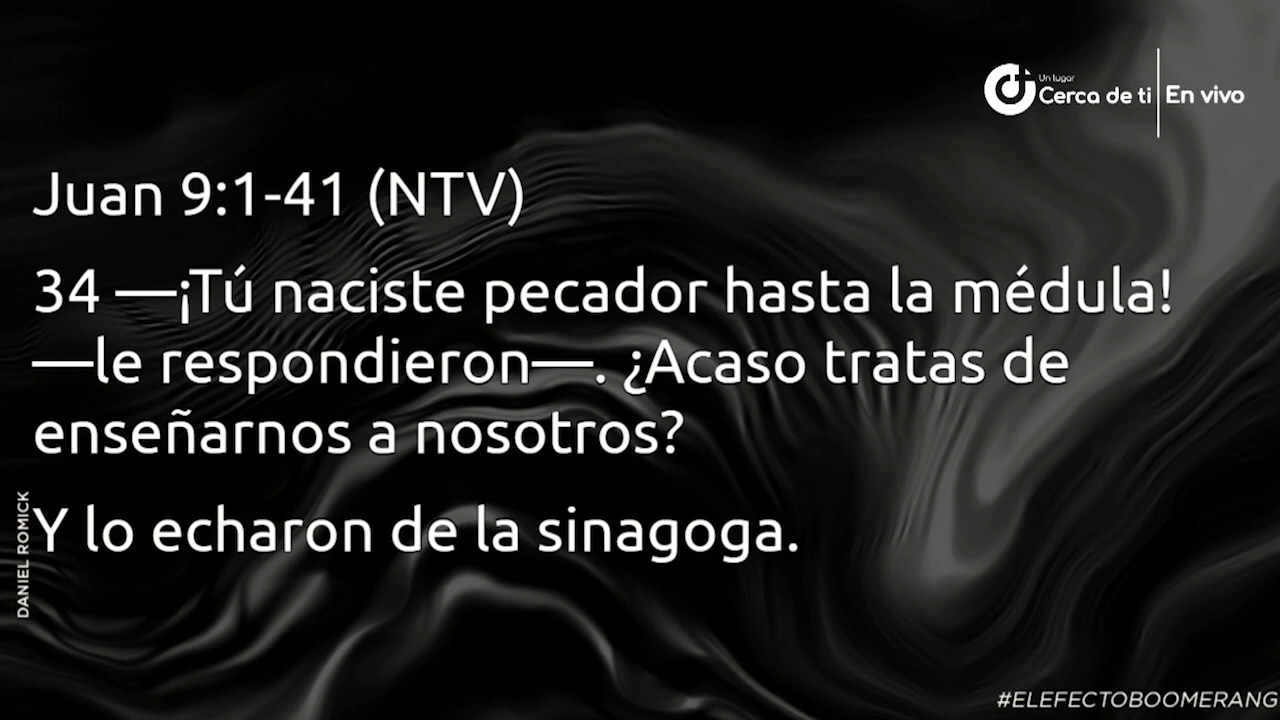 Un lugar
Cerca de ti
En vivo
Juan 9:1-41 (NTV)
34 —¡Tú naciste pecador hasta la médula!
—le respondieron—. ¿Acaso tratas de
enseñarnos a nosotros?
Y lo echaron de la sinagoga.
DANIEL ROMICK
#ELEFECTOBOOMERANG